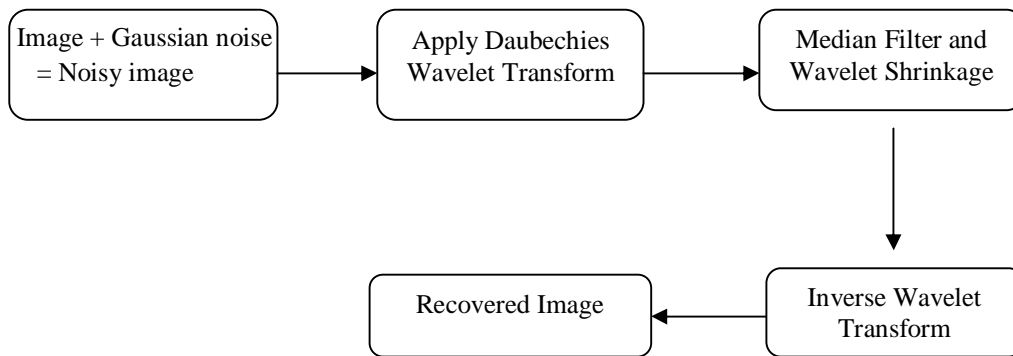 Image + Gaussian noise
= Noisy image
Apply Daubechies
Wavelet Transform
Median Filter and
Wavelet Shrinkage
Inverse Wavelet
Transform
Recovered Image